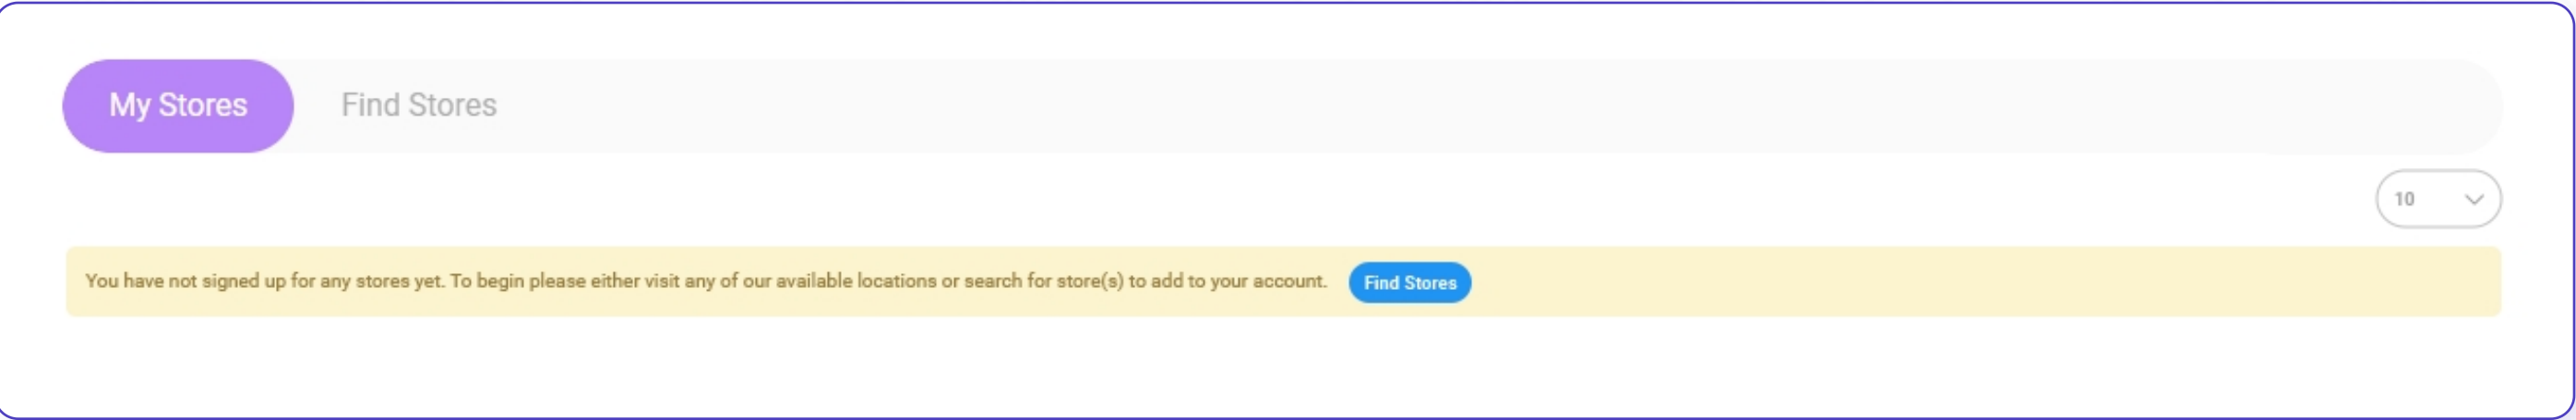 My Stores Find Stores
10
You have not signed up for any stores yet. To begin please either visit any of our available locations or search for store(s) to add to your account. Find Stores